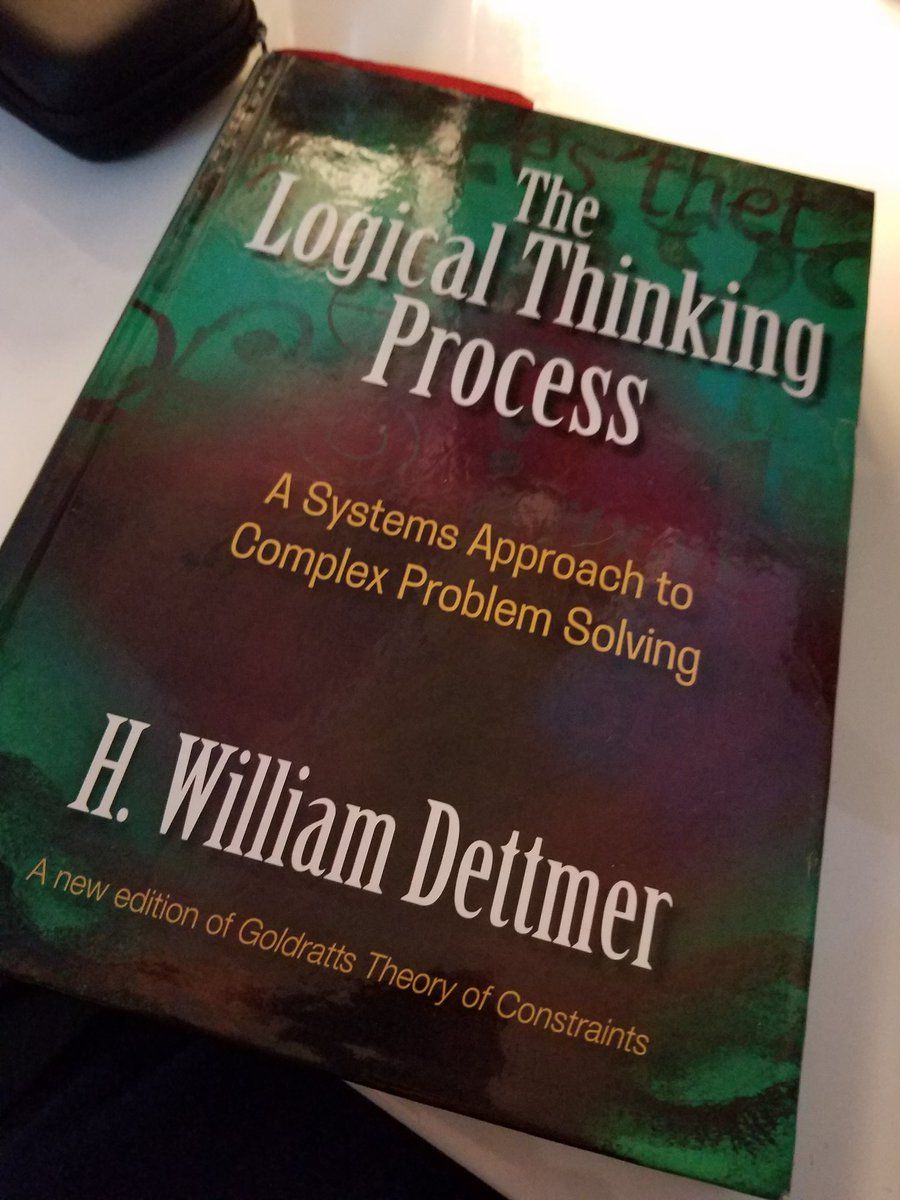 The
Logical Thinking
Process
A Systems Approach to
Complex Problem Solving
H. William Dettmer
A new edition of Goldratts Theory of Constraints